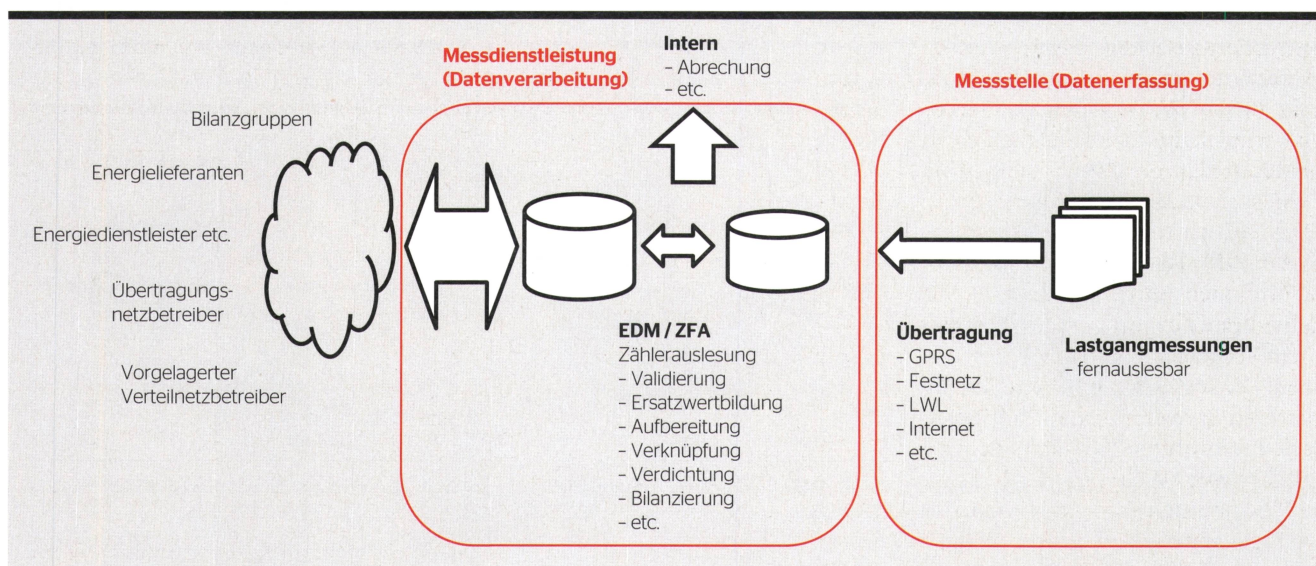 Bilanzgruppen
Energielieferanten
Energiedienstleister etc.
Übertragungs-
netzbetreiber
Vorgelagerter
Verteilnetzbetreiber
Messdienstleistung
(Datenverarbeitung)
Intern
– Abrechung
– etc.
EDM / ZFA
Zählerauslesung
– Validierung
– Ersatzwertbildung
– Aufbereitung
– Verknüpfung
– Verdichtung
– Bilanzierung
– etc.
Messstelle (Datenerfassung)
Übertragung
– GPRS
– Festnetz
– LWL
– Internet
– etc.
Lastgangmessungen
– fernauslesbar